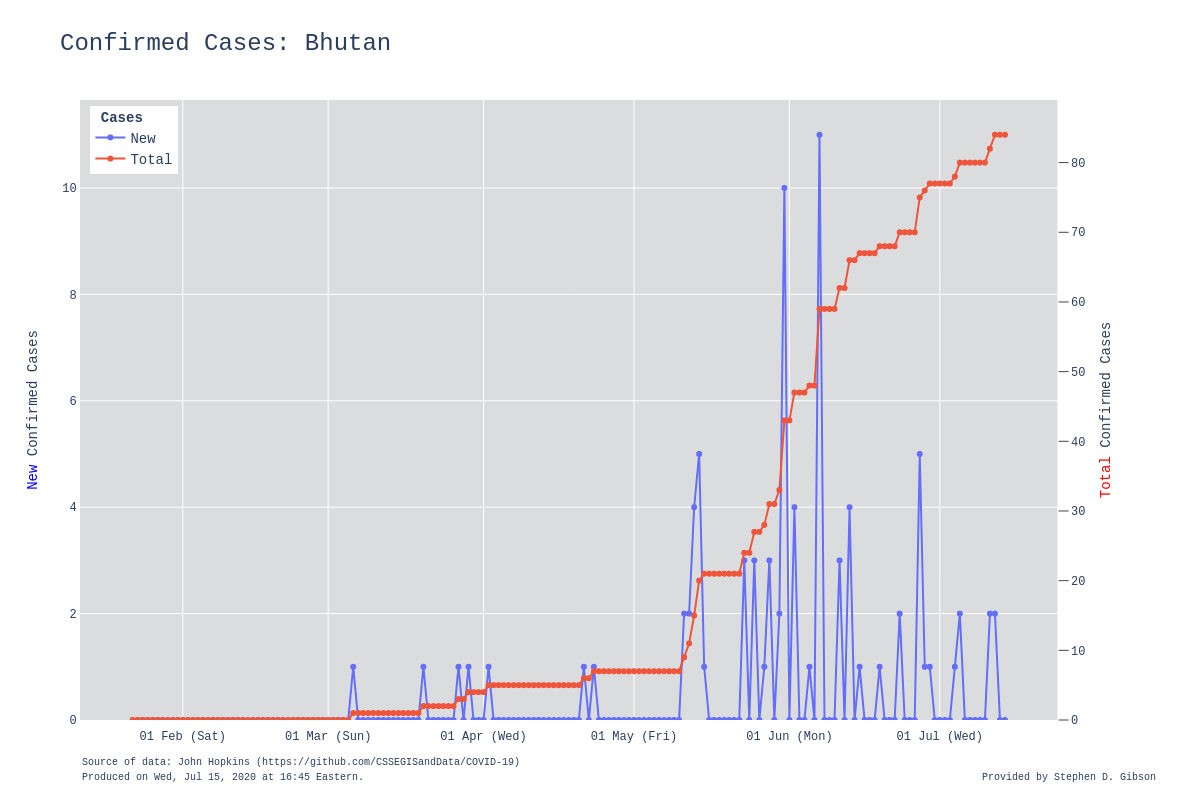 Confirmed Cases: Bhutan
Cases
New
Total
10
8
6
4
2
0
New Confirmed Cases
80
70
60
50
40
30
20
10
0
Total Confirmed Cases
01 Feb (Sat)
01 Mar (Sun)
01 Apr (Wed)
01 May (Fri)
01 Jun (Mon)
01 Jul (Wed)
Source of data: John Hopkins (https://github.com/CSSEGISandData/COVID-19)
Produced on Wed, Jul 15, 2020 at 16:45 Eastern.
Provided by Stephen D. Gibson